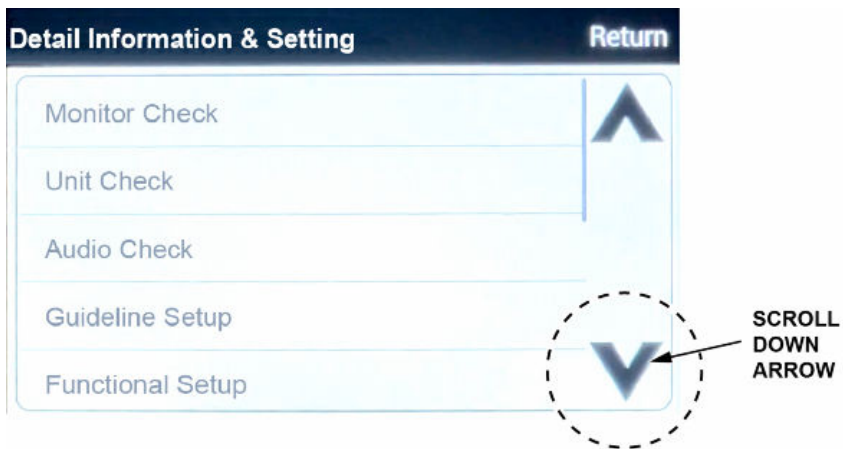 Detail Information & Setting
Return
Monitor Check
Unit Check
Audio Check
Guideline Setup
Functional Setup
SCROLL
DOWN
ARROW